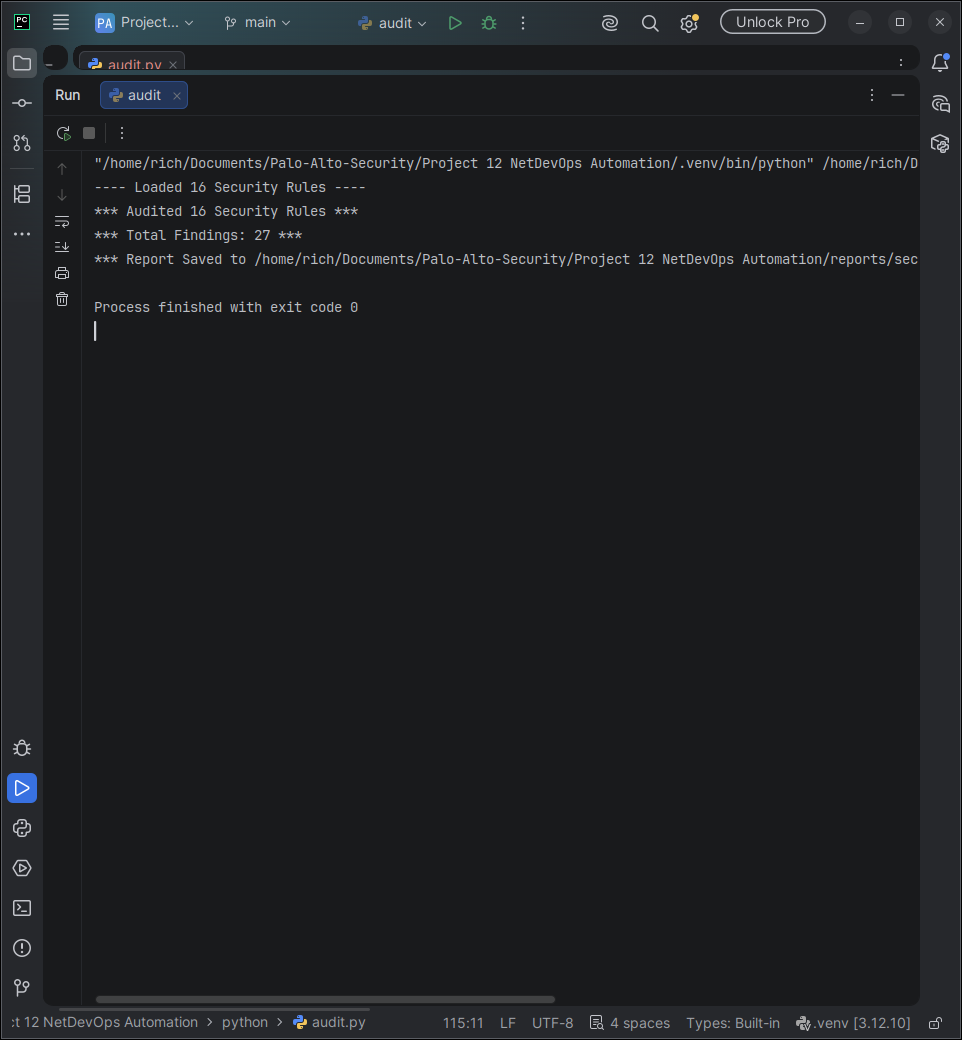 PC
PA Project... main audit Unlock Pro
audit.py
Run audit
"/home/rich/Documents/Palo-Alto-Security/Project 12 NetDevOps Automation/.venv/bin/python" /home/rich/D
---- Loaded 16 Security Rules ----
*** Audited 16 Security Rules ***
*** Total Findings: 27 ***
*** Report Saved to /home/rich/Documents/Palo-Alto-Security/Project 12 NetDevOps Automation/reports/sec
Process finished with exit code 0
:t 12 NetDevOps Automation > python > audit.py 115:11 LF UTF-8 4 spaces Types: Built-in .venv [3.12.10]